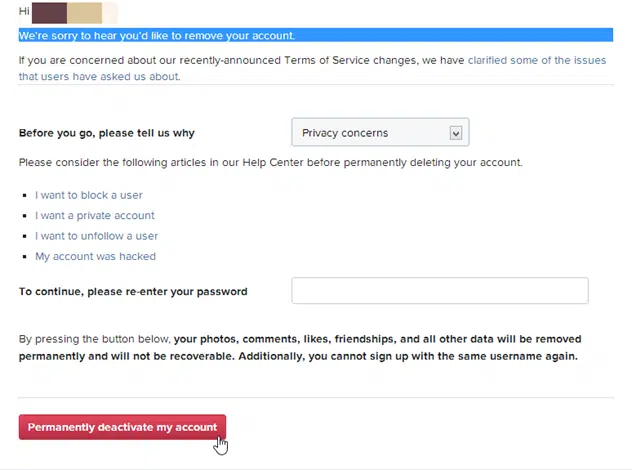 Hi
We're sorry to hear you'd like to remove your account.
If you are concerned about our recently-announced Terms of Service changes, we have clarified some of the issues
that users have asked us about.
Before you go, please tell us why
Privacy concerns
Please consider the following articles in our Help Center before permanently deleting your account.
I want to block a user
I want a private account
I want to unfollow a user
My account was hacked
To continue, please re-enter your password
By pressing the button below, your photos, comments, likes, friendships, and all other data will be removed
permanently and will not be recoverable. Additionally, you cannot sign up with the same username again.
Permanently deactivate my account